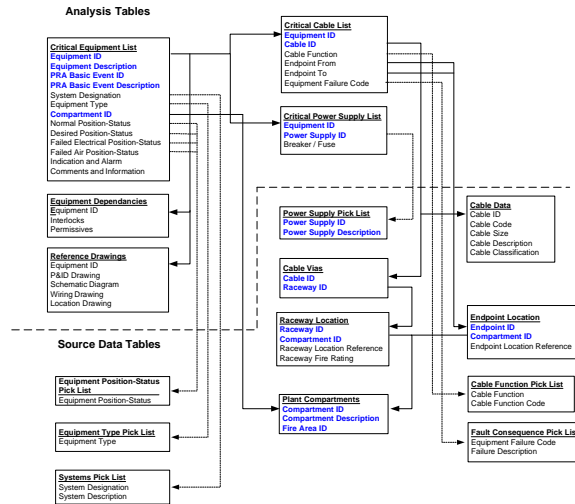 Analysis Tables
Critical Equipment List
Equipment ID
Equipment Description
PRA Basic Event ID
PRA Basic Event Description
System Designation
Equipment Type
Compartment ID
Normal Position-Status
Desired Position-Status
Failed Electrical Position-Status
Failed Air Position-Status
Indication and Alarm
Comments and Information
Equipment Dependancies
Equipment ID
Interlocks
Permissives
Reference Drawings
Equipment ID
P&ID Drawing
Schematic Diagram
Wiring Drawing
Location Drawing
Critical Cable List
Equipment ID
Cable ID
Cable Function
Endpoint From
Endpoint To
Equipment Failure Code
Critical Power Supply List
Equipment ID
Power Supply ID
Breaker / Fuse
Power Supply Pick List
Power Supply ID
Power Supply Description
Cable Vias
Cable ID
Raceway ID
Raceway Location
Raceway ID
Compartment ID
Raceway Location Reference
Raceway Fire Rating
Plant Compartments
Compartment ID
Compartment Description
Fire Area ID
Cable Data
Cable ID
Cable Code
Cable Size
Cable Description
Cable Classification
Endpoint Location
Endpoint ID
Compartment ID
Endpoint Location Reference
Cable Function Pick List
Cable Function
Cable Function Code
Fault Consequence Pick List
Equipment Failure Code
Failure Description
Source Data Tables
Equipment Position-Status
Pick List
Equipment Position-Status
Equipment Type Pick List
Equipment Type
Systems Pick List
System Designation
System Description